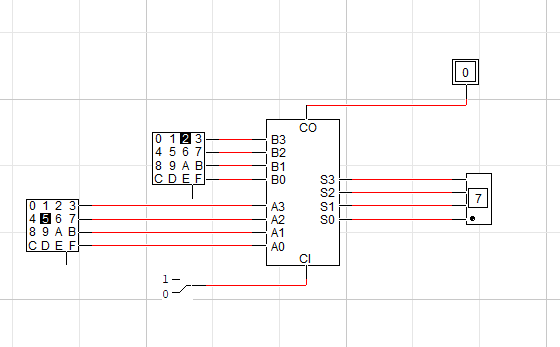 0
CO
0 1 2 3
4 5 6 7
8 9 A B
C D E F
B3
B2
B1
B0
0 1 2 3
4 5 6 7
8 9 A B
C D E F
A3
A2
A1
A0
S3
S2
S1
S0
7
CI
1
0